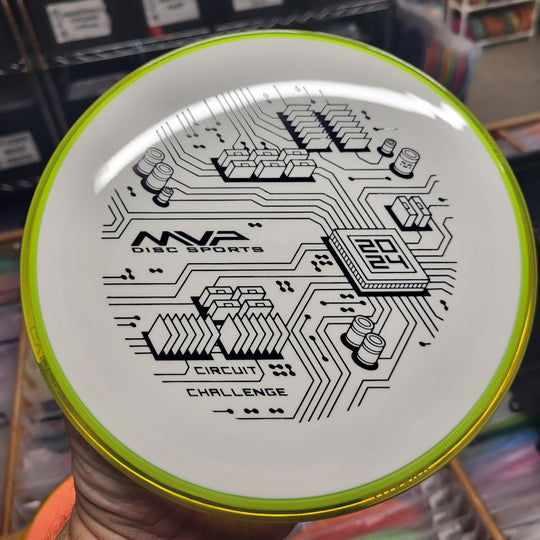 MVP
DISC SPORTS
20
24
CIRCUIT
CHALLENGE